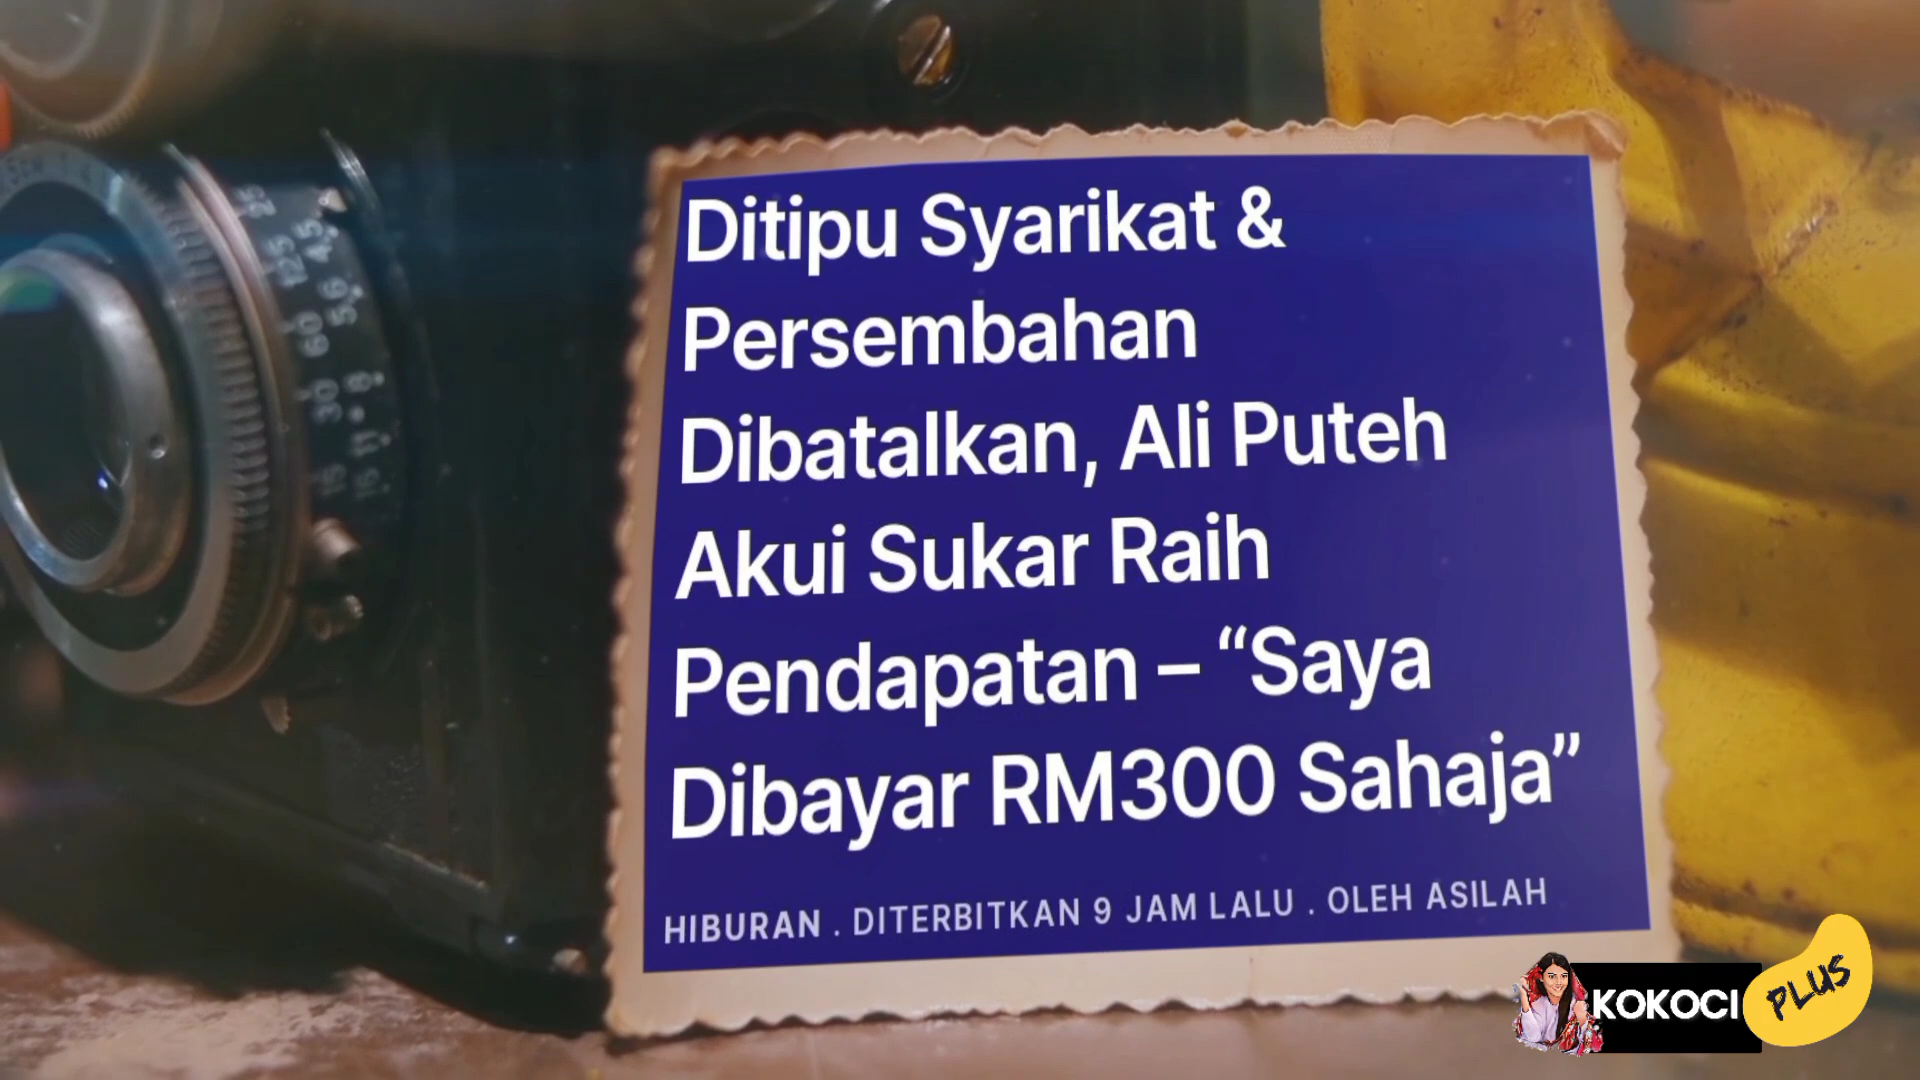 Ditipu Syarikat &
Persembahan
Dibatalkan, Ali Puteh
Akui Sukar Raih
Pendapatan – “Saya
Dibayar RM300 Sahaja”
HIBURAN . DITERBITKAN 9 JAM LALU . OLEH ASILAH
KOKOCI PLUS